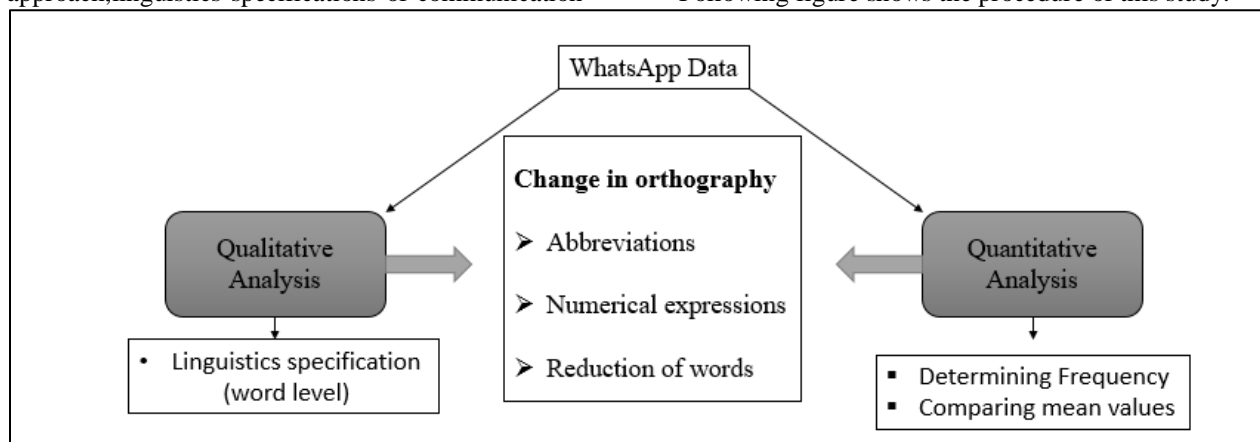 approach,linguistics specifications of communication
Following figure shows the procedure of this study.
WhatsApp Data
Change in orthography
➢ Abbreviations
➢ Numerical expressions
➢ Reduction of words
Qualitative
Analysis
• Linguistics specification
(word level)
Quantitative
Analysis
▪ Determining Frequency
▪ Comparing mean values